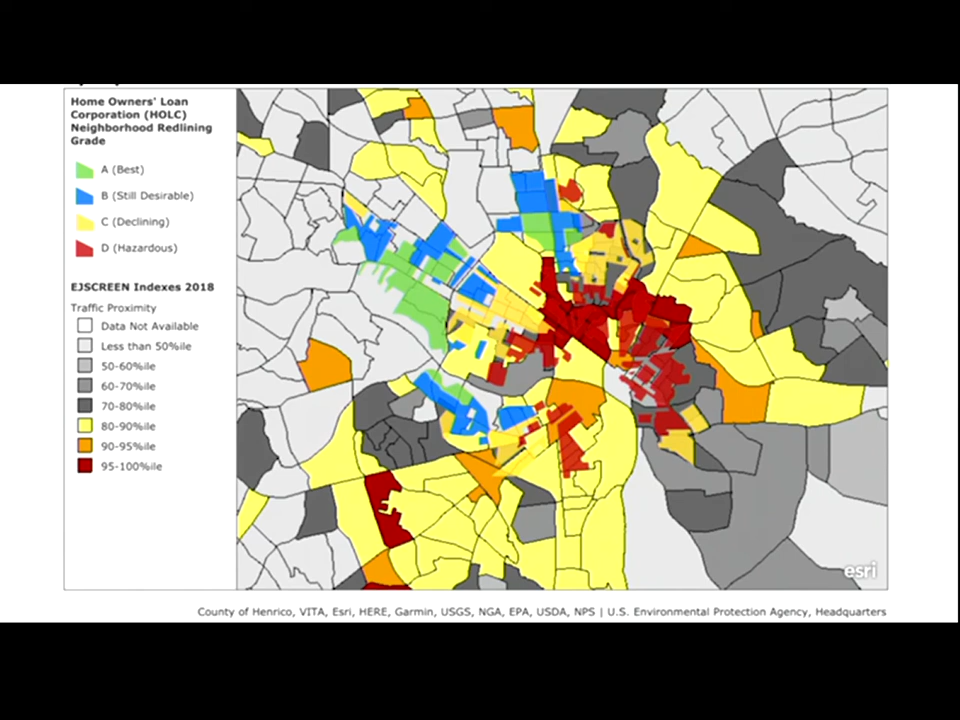 Home Owners' Loan
Corporation (HOLC)
Neighborhood Redlining
Grade
A (Best)
B (Still Desirable)
C (Declining)
D (Hazardous)
EJSCREEN Indexes 2018
Traffic Proximity
Data Not Available
Less than 50%ile
50-60%ile
60-70%ile
70-80%ile
80-90%ile
90-95%ile
95-100%ile
esri
County of Henrico, VITA, Esri, HERE, Garmin, USGS, NGA, EPA, USDA, NPS | U.S. Environmental Protection Agency, Headquarters